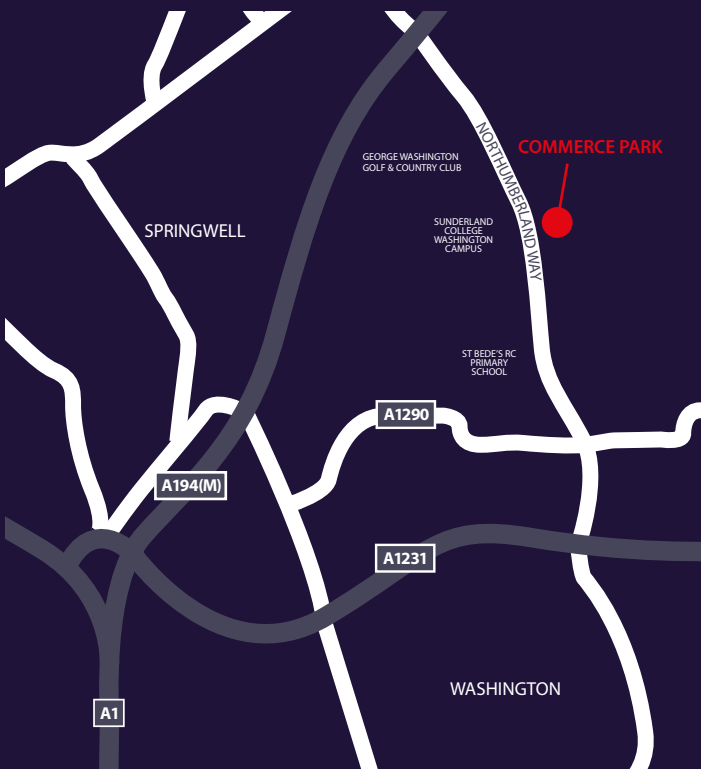 COMMERCE PARK
NORTHUMBERLAND WAY
GEORGE WASHINGTON
GOLF & COUNTRY CLUB
SPRINGWELL
SUNDERLAND
COLLEGE
WASHINGTON
CAMPUS
ST BEDE'S RC
PRIMARY
SCHOOL
A1290
A194(M)
A1231
WASHINGTON
A1